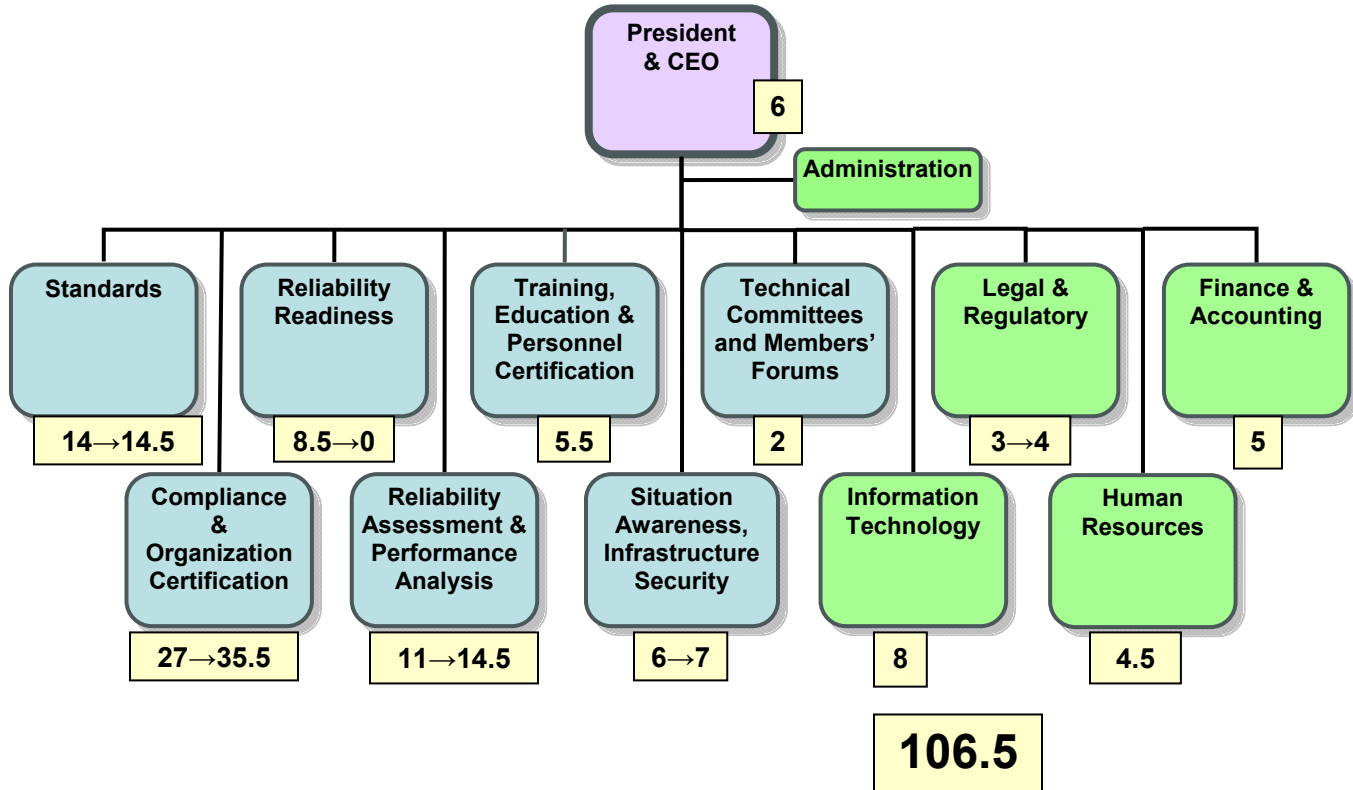 President
& CEO
6
Administration
Standards
14→14.5
Reliability
Readiness
8.5→0
Training,
Education &
Personnel
Certification
5.5
Technical
Committees
and Members’
Forums
2
Legal &
Regulatory
3→4
Finance &
Accounting
5
Compliance
&
Organization
Certification
27→35.5
Reliability
Assessment &
Performance
Analysis
11→14.5
Situation
Awareness,
Infrastructure
Security
6→7
Information
Technology
8
Human
Resources
4.5
106.5